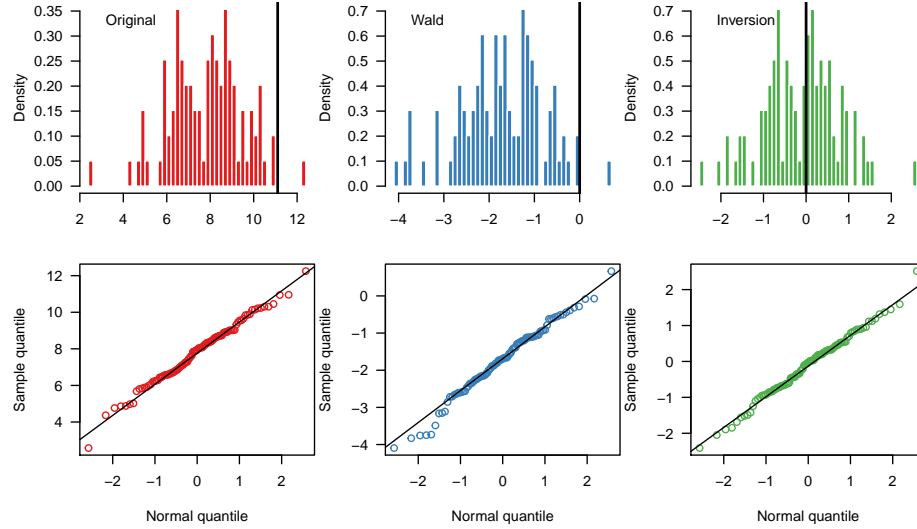 Original
Density
0.00
0.05
0.10
0.15
0.20
0.25
0.30
0.35
2 4 6 8 10 12
Wald
Density
0.0
0.1
0.2
0.3
0.4
0.5
0.6
0.7
−4 −3 −2 −1 0
Inversion
Density
0.0
0.1
0.2
0.3
0.4
0.5
0.6
0.7
−2 −1 0 1 2
Sample quantile
12
10
8
6
4
−2 −1 0 1 2
Normal quantile
Sample quantile
0
−1
−2
−3
−4
−2 −1 0 1 2
Normal quantile
Sample quantile
2
1
0
−1
−2
−2 −1 0 1 2
Normal quantile